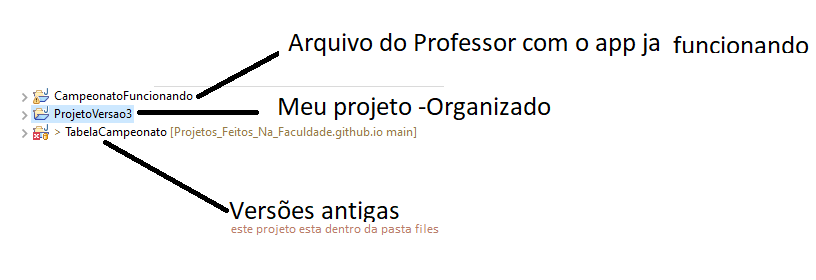 Arquivo do Professor com o app ja funcionando
CampeonatoFuncionando
ProjetoVersao3
Meu projeto -Organizado
> TabelaCampeonato [Projetos_Feitos_Na_Faculdade.github.io main]
Versões antigas
este projeto esta dentro da pasta files